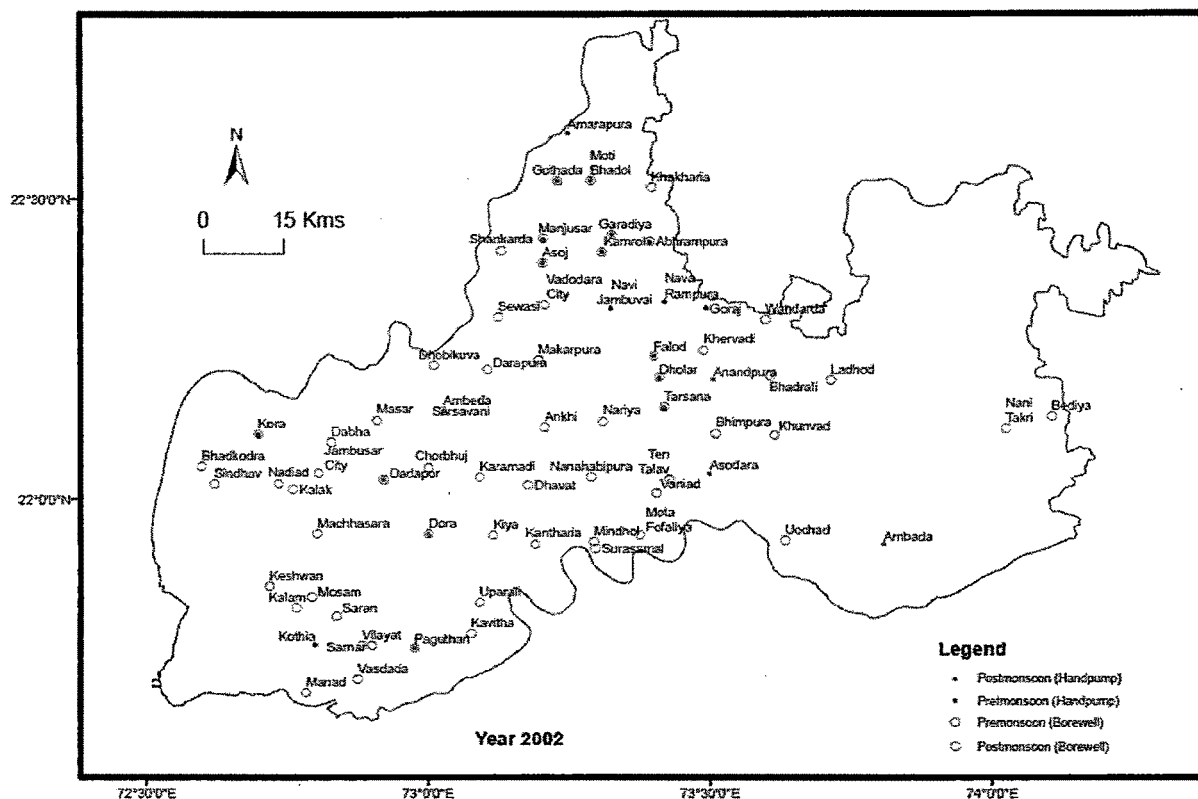 Amarapura
N
Moti
Gothada Bhadol
Khakharia
22°30'0"N
0 15 Kms
Garadiya
Manjusar
Shankarda Kamrol Abhrampura
Asoj
Vadodara Navi Nava
City Jambuvai Rampura
Sewasi Goraj Wandarda
Khervadi
Makarpura Falod
Dhobikuva Darapura
Dholar Anandpura Ladhod
Bhadrali
Ambeda Tarsana
Masar Sarsavani Nani Bediya
Nariya Takri
Kora Ankhi Bhimpura Khunvad
Dabha
Jambusar Ten
Bhadkodra City Chorbhuj Talav
Sindhav Nadiad Dadapor Karamadi Nanahabipura Asodara
Kalak Dhavat Vaniad
22°0'0"N
Mota
Machhasara Dora Kiya Fofaliya
Kantharia Mindhol Uochad Ambada
Surasamal
Keshwan
Mosam
Kalam Uparali
Saran
Kavitha
Kothia Vilayat Paguthan
Samar
Legend
Vasdada
Manad Postmonsoon (Handpump)
Pretmonsoon (Handpump)
Premonsoon (Borewell)
Year 2002
Postmonsoon (Borewell)
72°30'0"E 73°0'0"E 73°30'0"E 74°0'0"E